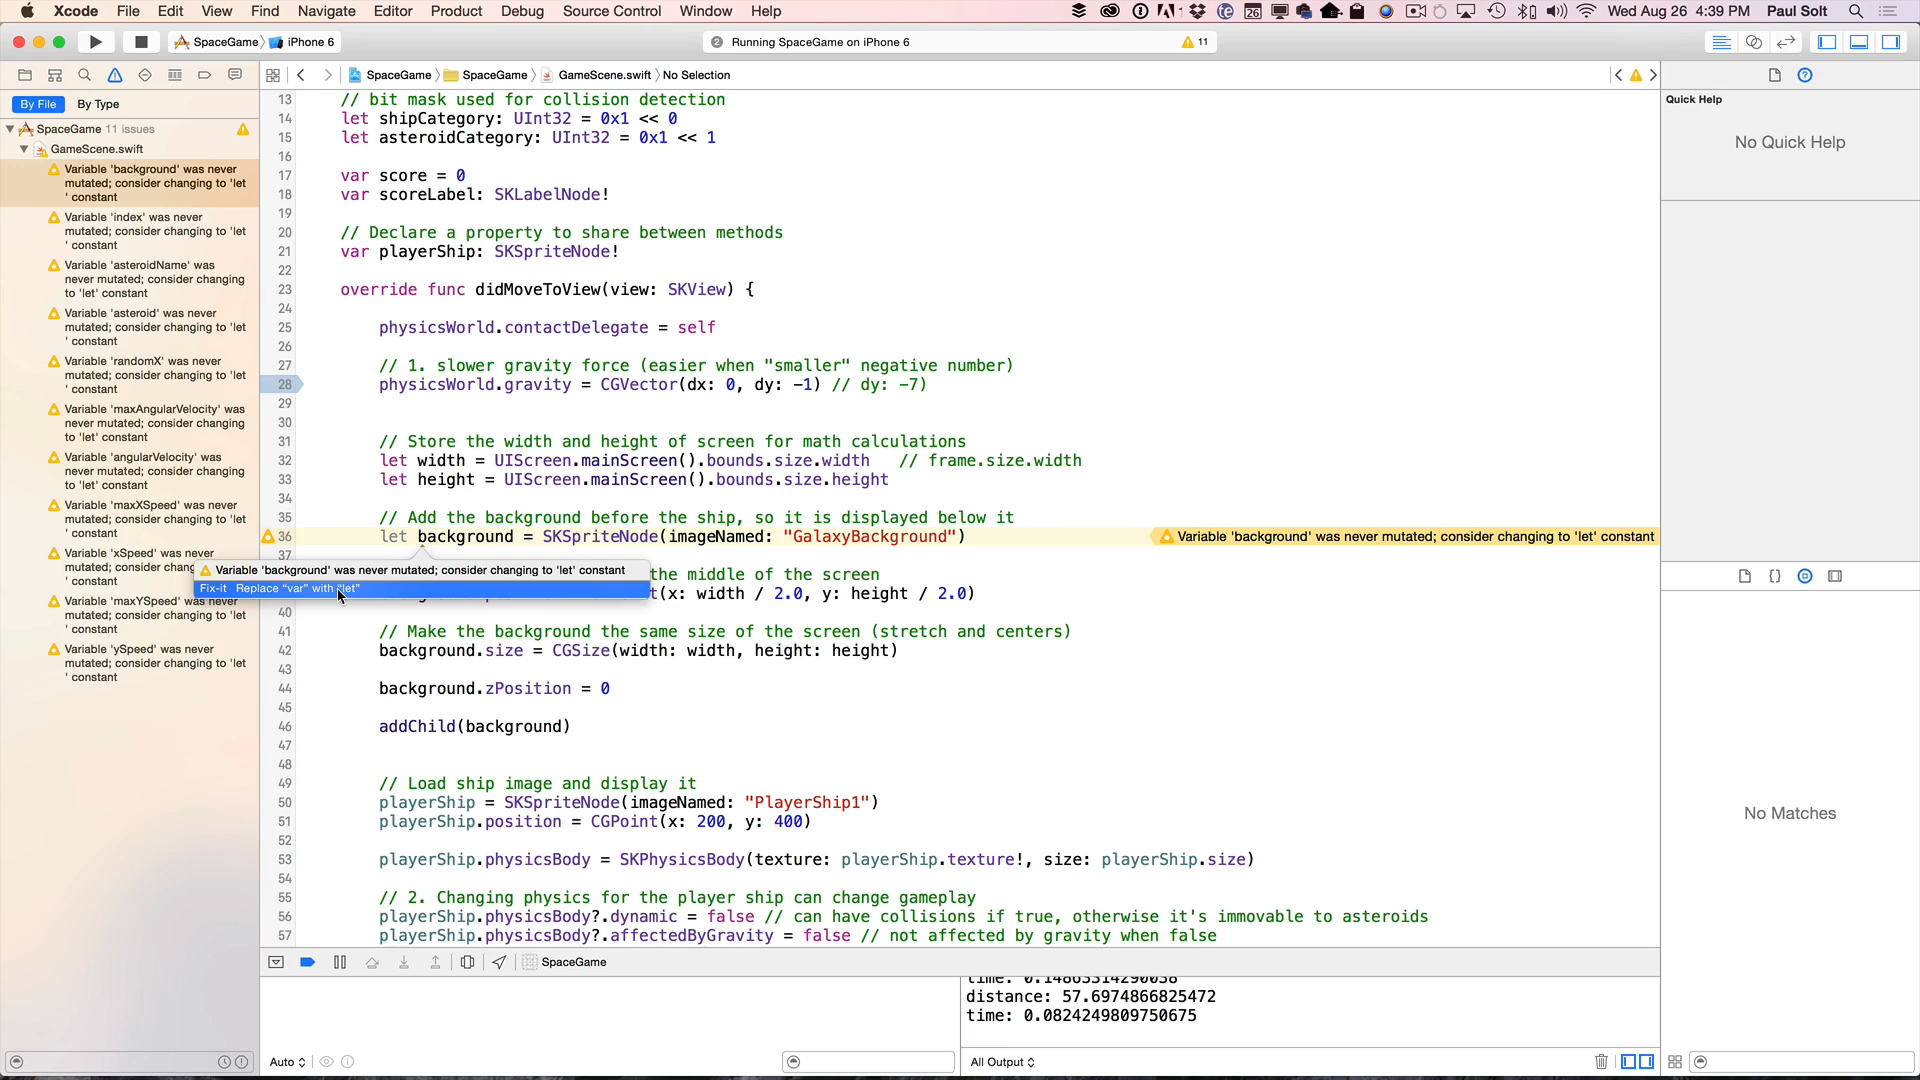 Xcode File Edit View Find Navigate Editor Product Debug Source Control Window Help Wed Aug 26 4:39 PM Paul Solt
SpaceGame iPhone 6 Running SpaceGame on iPhone 6 11
SpaceGame SpaceGame GameScene.swift No Selection
By File By Type
SpaceGame 11 issues
GameScene.swift
Variable 'background' was never
mutated; consider changing to 'let
' constant
Variable 'index' was never
mutated; consider changing to 'let
' constant
Variable 'asteroidName' was
never mutated; consider changing
to 'let' constant
Variable 'asteroid' was never
mutated; consider changing to 'let
' constant
Variable 'randomX' was never
mutated; consider changing to 'let
' constant
Variable 'maxAngularVelocity' was
never mutated; consider changing
to 'let' constant
Variable 'angularVelocity' was
never mutated; consider changing
to 'let' constant
Variable 'maxXSpeed' was never
mutated; consider changing to 'let
' constant
Variable 'xSpeed' was never
Variable 'maxYSpeed' was never
mutated; consider changing to 'let
' constant
Variable 'ySpeed' was never
mutated; consider changing to 'let
' constant
13 // bit mask used for collision detection
14 let shipCategory: UInt32 = 0x1 << 0
15 let asteroidCategory: UInt32 = 0x1 << 1
16
17 var score = 0
18 var scoreLabel: SKLabelNode!
19
20 // Declare a property to share between methods
21 var playerShip: SKSpriteNode!
22
23 override func didMoveToView(view: SKView) {
24
25 physicsWorld.contactDelegate = self
26
27 // 1. slower gravity force (easier when "smaller" negative number)
28 physicsWorld.gravity = CGVector(dx: 0, dy: -1) // dy: -7)
29
30
31 // Store the width and height of screen for math calculations
32 let width = UIScreen.mainScreen().bounds.size.width // frame.size.width
33 let height = UIScreen.mainScreen().bounds.size.height
34
35 // Add the background before the ship, so it is displayed below it
36 let background = SKSpriteNode(imageNamed: "GalaxyBackground") Variable 'background' was never mutated; consider changing to 'let' constant
37
Variable 'background' was never mutated; consider changing to 'let' constant
Fix-it Replace "var" with "let"
the middle of the screen
(x: width / 2.0, y: height / 2.0)
40
41 // Make the background the same size of the screen (stretch and centers)
42 background.size = CGSize(width: width, height: height)
43
44 background.zPosition = 0
45
46 addChild(background)
47
48
49 // Load ship image and display it
50 playerShip = SKSpriteNode(imageNamed: "PlayerShip1")
51 playerShip.position = CGPoint(x: 200, y: 400)
52
53 playerShip.physicsBody = SKPhysicsBody(texture: playerShip.texture!, size: playerShip.size)
54
55 // 2. Changing physics for the player ship can change gameplay
56 playerShip.physicsBody?.dynamic = false // can have collisions if true, otherwise it's immovable to asteroids
57 playerShip.physicsBody?.affectedByGravity = false // not affected by gravity when false
SpaceGame
time: 0.14863314290038
distance: 57.6974866825472
time: 0.0824249809750675
Auto
All Output
Quick Help
No Quick Help
No Matches